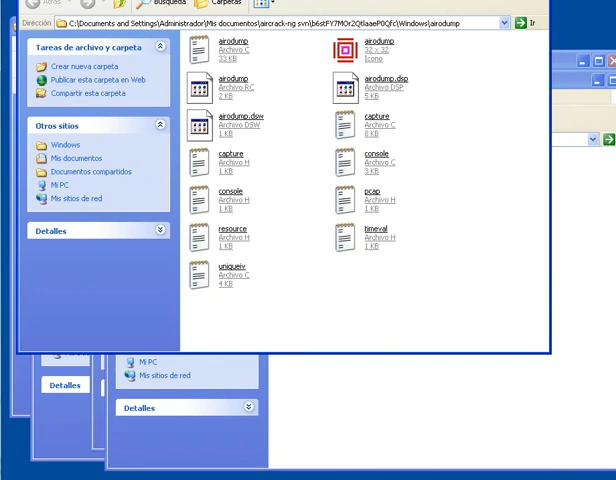 Atrás
Búsqueda
Carpetas
Dirección
C:\Documents and Settings\Administrador\Mis documentos\aircrack-ng svn\b6stFY7MOr2QtlaaeP0Qfc\Windows\airodump
Ir
Tareas de archivo y carpeta
Crear nueva carpeta
Publicar esta carpeta en Web
Compartir esta carpeta
Otros sitios
Windows
Mis documentos
Documentos compartidos
Mi PC
Mis sitios de red
Detalles
airodump
Archivo C
33 KB
airodump
32 x 32
Icono
airodump
Archivo RC
2 KB
airodump.dsp
Archivo DSP
5 KB
airodump.dsw
Archivo DSW
1 KB
capture
Archivo C
8 KB
capture
Archivo H
1 KB
console
Archivo C
3 KB
console
Archivo H
1 KB
pcap
Archivo H
1 KB
resource
Archivo H
1 KB
timeval
Archivo H
1 KB
uniqueiv
Archivo C
4 KB
Mi PC
Mis sitios de red
Detalles
Detalles